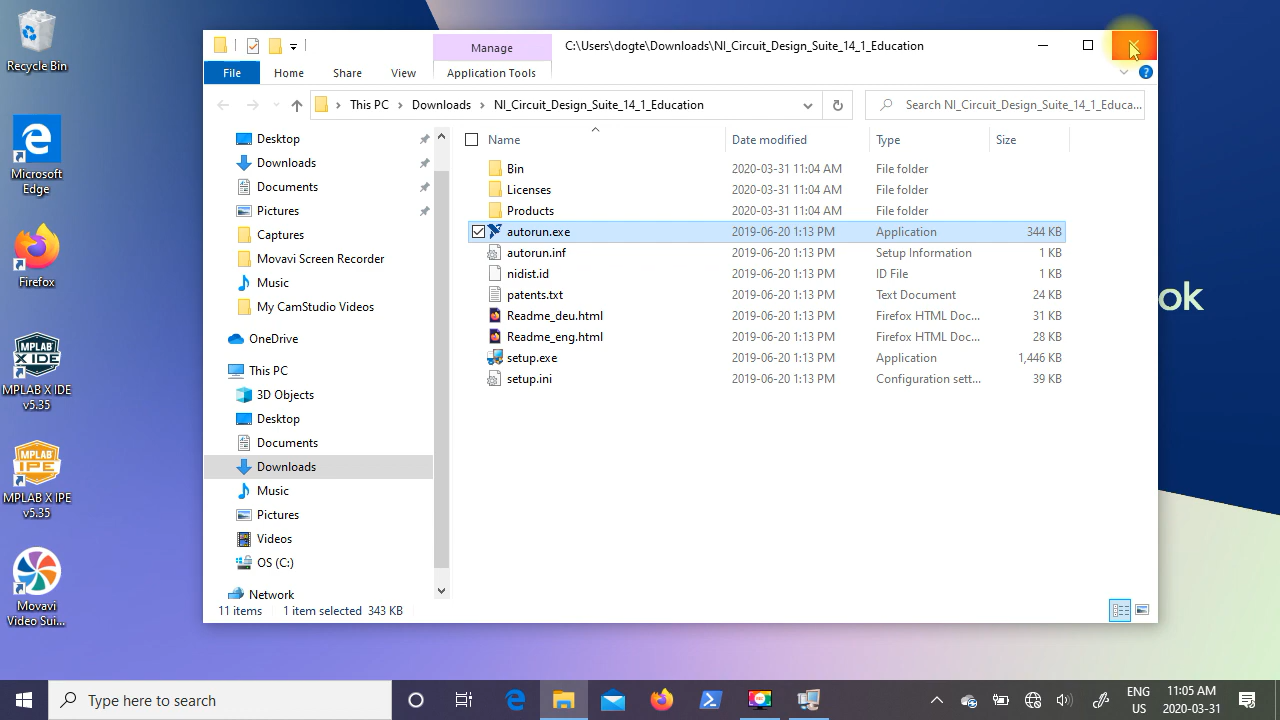 Recycle Bin
Microsoft
Edge
Firefox
MPLAB X IDE
v5.35
MPLAB X IPE
v5.35
Movavi
Video Sui...
Manage
C:\Users\dogte\Downloads\NI_Circuit_Design_Suite_14_1_Education
File
Home
Share
View
Application Tools
This PC
Downloads
NI_Circuit_Design_Suite_14_1_Education
Search NI_Circuit_Design_Suite_14_1_Educa...
Desktop
Downloads
Documents
Pictures
Captures
Movavi Screen Recorder
Music
My CamStudio Videos
OneDrive
This PC
3D Objects
Desktop
Documents
Downloads
Music
Pictures
Videos
OS (C:)
Network
Name Date modified Type Size
Bin 2020-03-31 11:04 AM File folder
Licenses 2020-03-31 11:04 AM File folder
Products 2020-03-31 11:04 AM File folder
autorun.exe 2019-06-20 1:13 PM Application 344 KB
autorun.inf 2019-06-20 1:13 PM Setup Information 1 KB
nidist.id 2019-06-20 1:13 PM ID File 1 KB
patents.txt 2019-06-20 1:13 PM Text Document 24 KB
Readme_deu.html 2019-06-20 1:13 PM Firefox HTML Doc... 31 KB
Readme_eng.html 2019-06-20 1:13 PM Firefox HTML Doc... 28 KB
setup.exe 2019-06-20 1:13 PM Application 1,446 KB
setup.ini 2019-06-20 1:13 PM Configuration sett... 39 KB
11 items 1 item selected 343 KB
ok
Type here to search
ENG
US
11:05 AM
2020-03-31